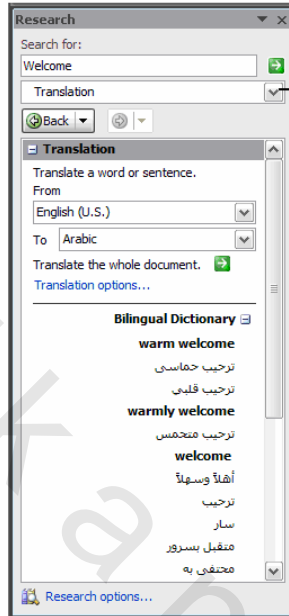 Research
Search for:
Welcome
Translation
Back
Translation
Translate a word or sentence.
From
English (U.S.)
To Arabic
Translate the whole document.
Translation options...
Bilingual Dictionary
warm welcome
ترحيب حماسى
ترحيب قلبي
warmly welcome
ترحيب متحمس
welcome
أهلاً وسهلاً
ترحيب
سار
متقبل بسرور
محتفى به
Research options...